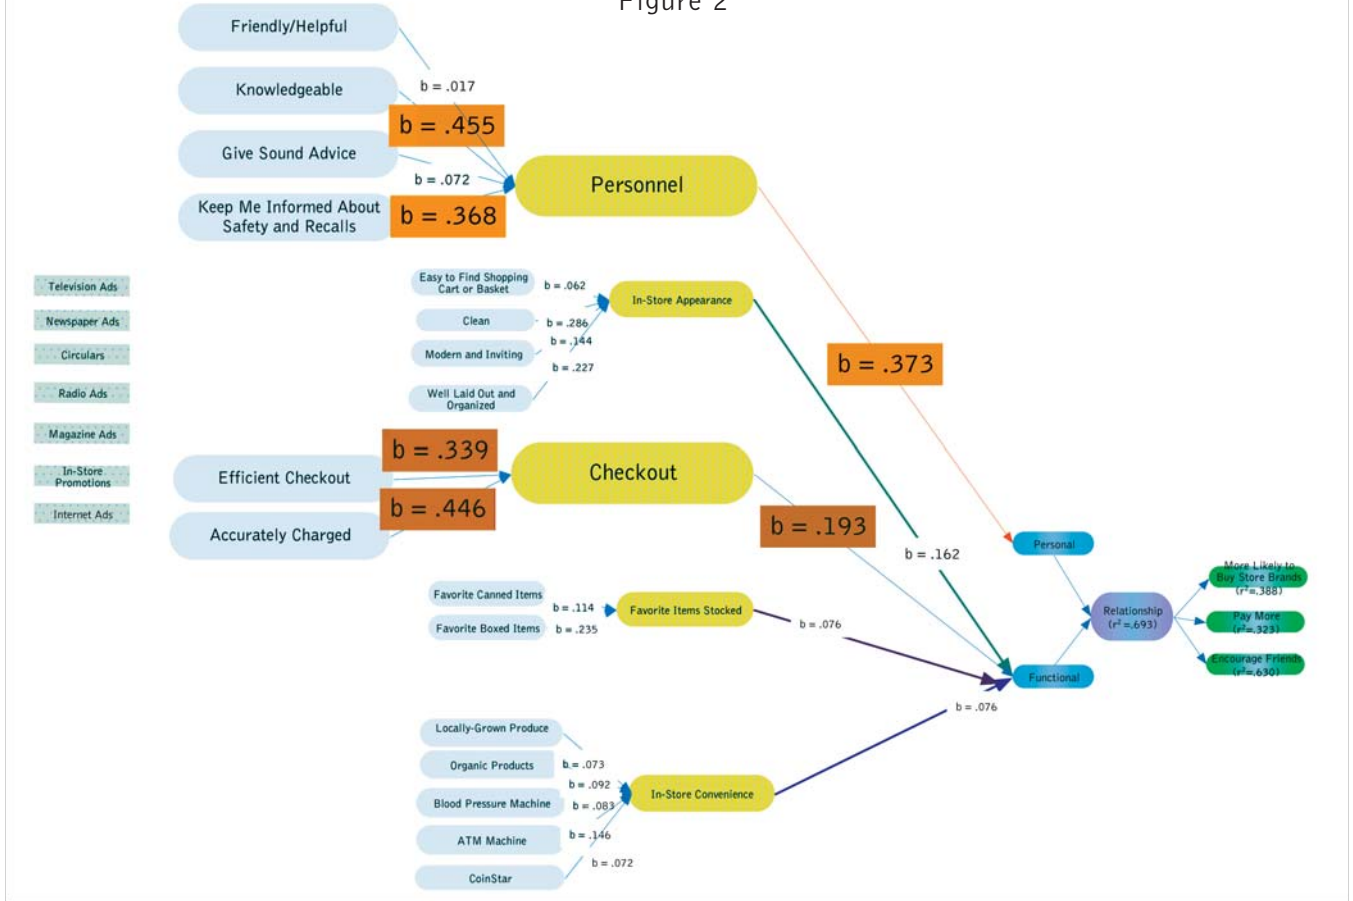 Figure 2
Friendly/Helpful
b = .017
Knowledgeable
b = .455
Give Sound Advice
b = .072
Keep Me Informed About
Safety and Recalls
b = .368
Personnel
b = .373
Television Ads
Newspaper Ads
Circulars
Radio Ads
Magazine Ads
In-Store
Promotions
Internet Ads
Easy to Find Shopping
Cart or Basket
b = .062
Clean
b = .286
Modern and Inviting
b = .144
Well Laid Out and
Organized
b = .227
In-Store Appearance
b = .162
Efficient Checkout
b = .339
Accurately Charged
b = .446
Checkout
b = .193
Favorite Canned Items
b = .114
Favorite Boxed Items
b = .235
Favorite Items Stocked
b = .076
Locally-Grown Produce
b = .073
Organic Products
b = .092
Blood Pressure Machine
b = .083
ATM Machine
b = .146
CoinStar
b = .072
In-Store Convenience
b = .076
Personal
Functional
Relationship
(r²=.693)
More Likely to
Buy Store Brands
(r²=.388)
Pay More
(r²=.323)
Encourage Friends
(r²=.630)